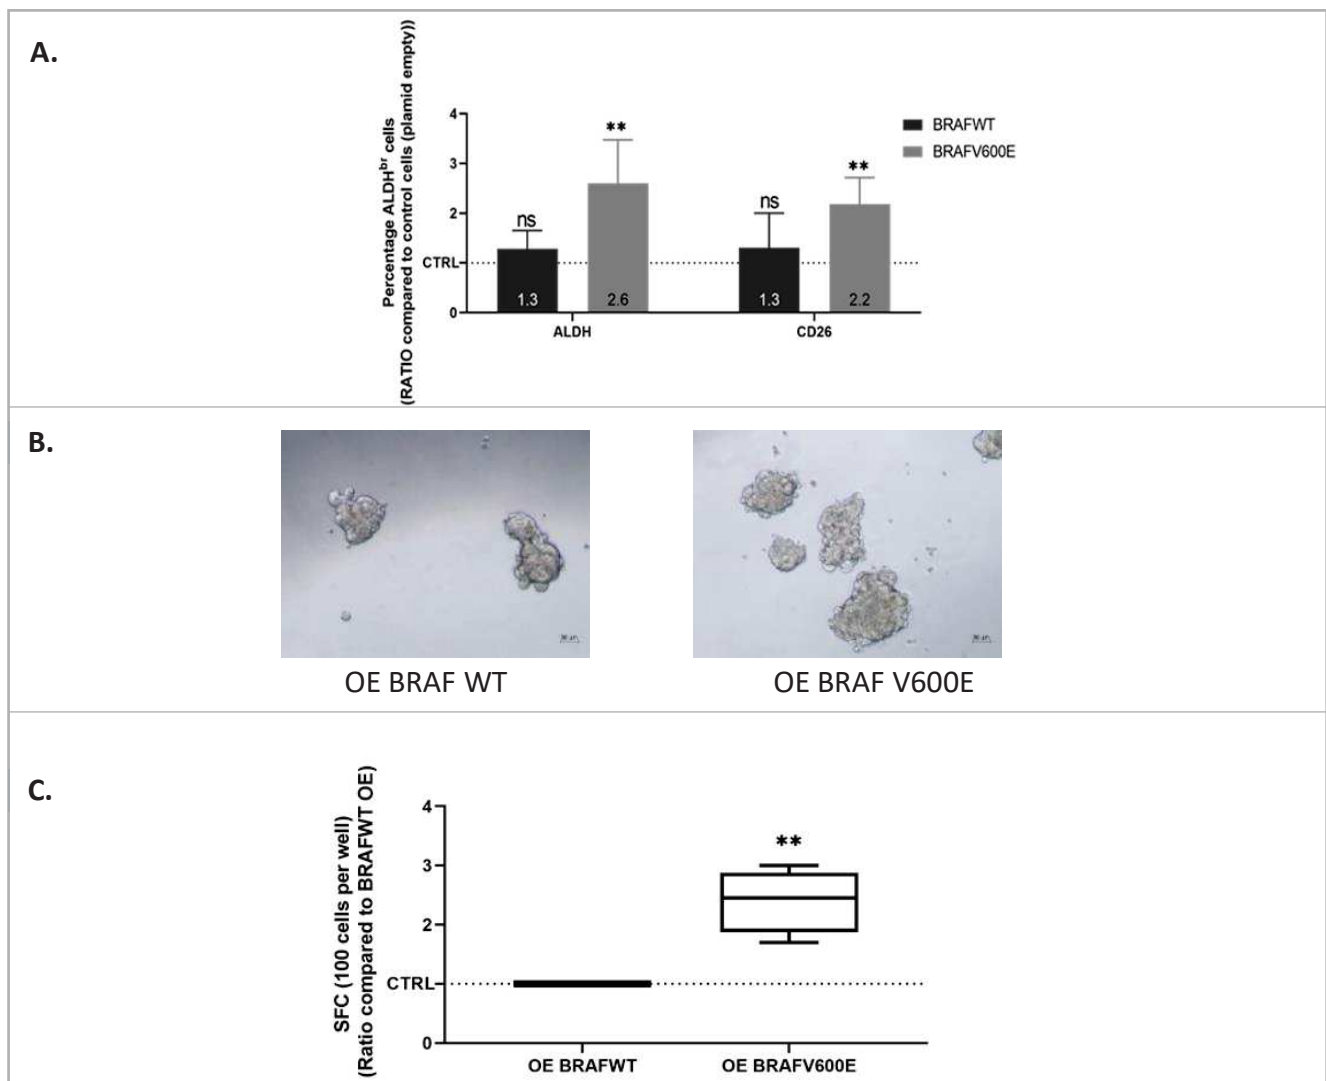 A.
Percentage ALDHbr cells
(RATIO compared to control cells (plamid empty))
4
3
2
CTRL
0
ns
**
ns
**
1.3
2.6
1.3
2.2
ALDH
CD26
BRAFWT
BRAFV600E
B.
OE BRAF WT
OE BRAF V600E
C.
SFC (100 cells per well)
(Ratio compared to BRAFWT OE)
4
3
2
CTRL
0
**
OE BRAFWT
OE BRAFV600E